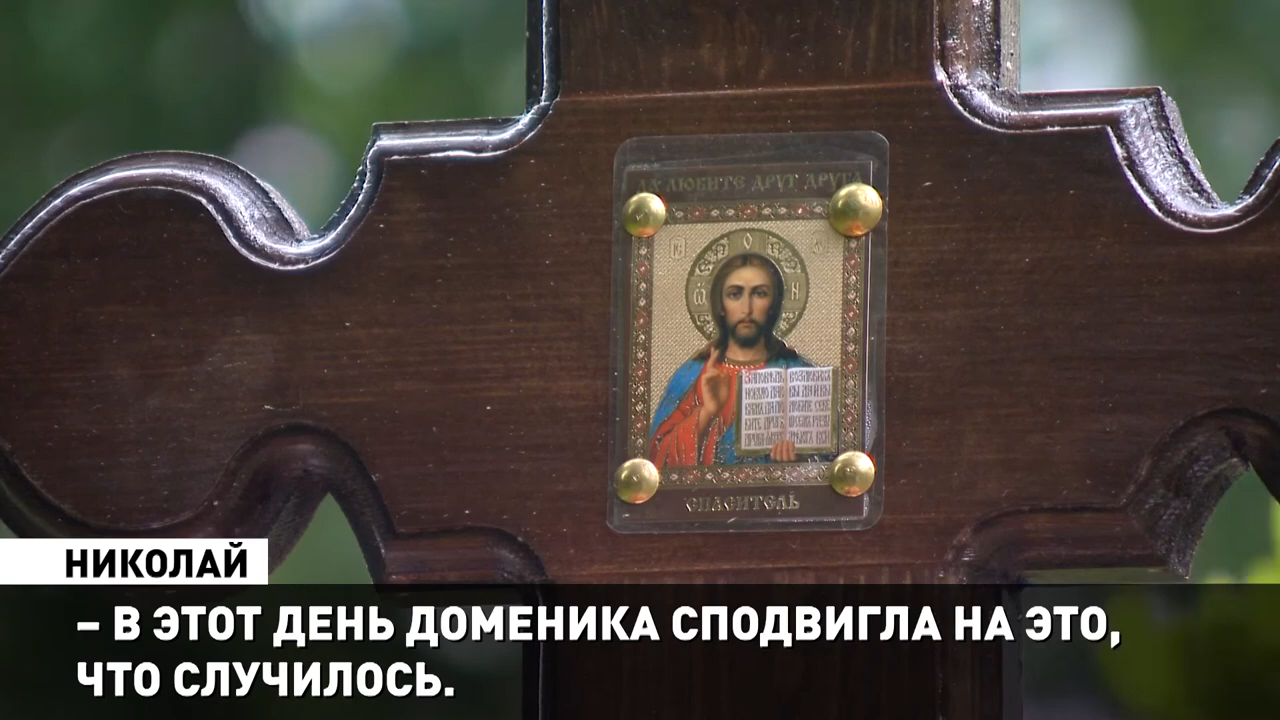 ДА ЛЮБИТЕ ДРУГ ДРУГА
О
Ѡ Н
СПАСИТЕЛЬ
НИКОЛАЙ
– В ЭТОТ ДЕНЬ ДОМЕНИКА СПОДВИГЛА НА ЭТО,
ЧТО СЛУЧИЛОСЬ.